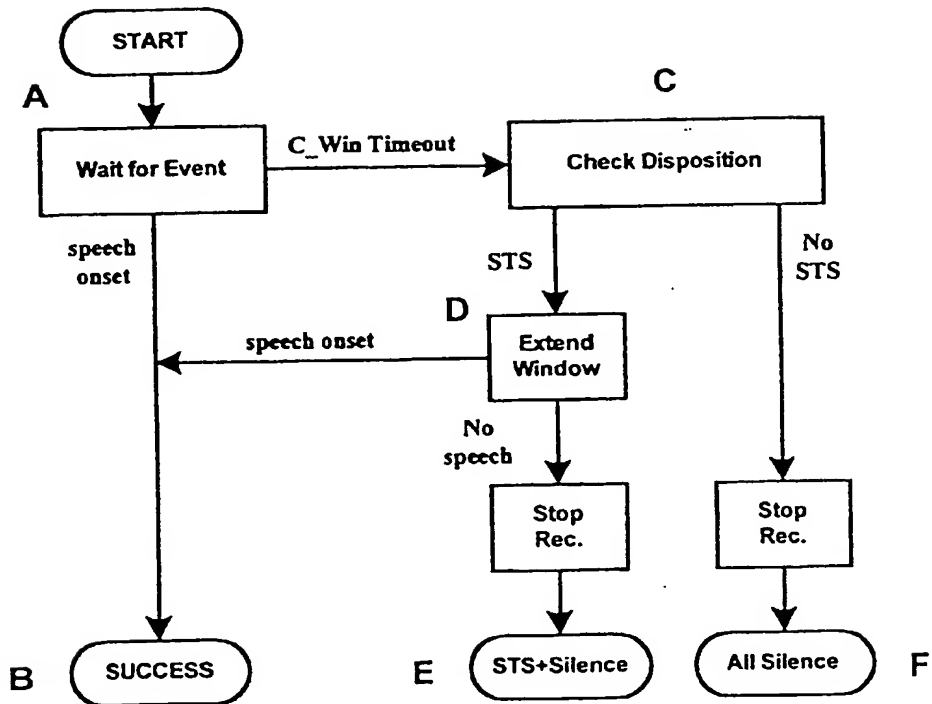 START
A
C
Wait for Event
C_Win Timeout
Check Disposition
speech
onset
STS
No
STS
D
speech onset
Extend
Window
No
speech
Stop
Rec.
Stop
Rec.
B
SUCCESS
E
STS+Silence
All Silence
F